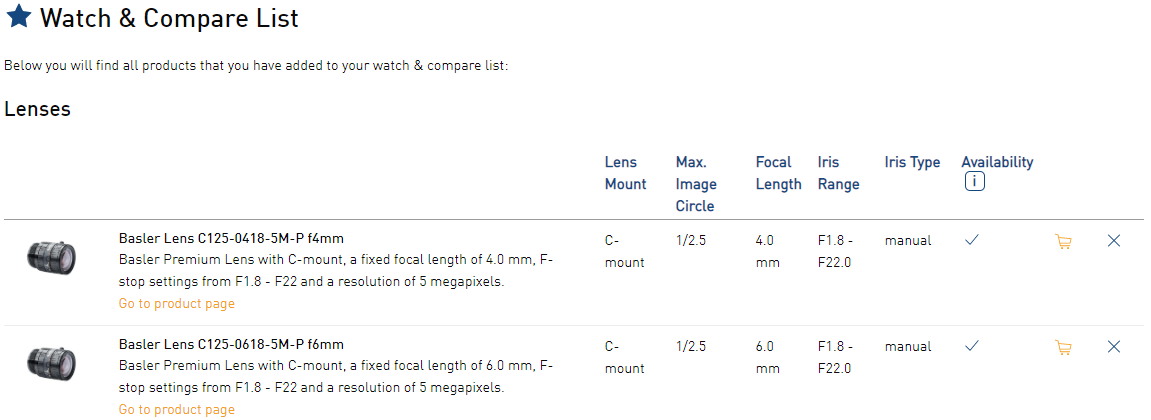 Watch & Compare List
Below you will find all products that you have added to your watch & compare list:
Lenses
Lens Mount
Max. Image Circle
Focal Length
Iris Range
Iris Type
Availability
i
Basler Lens C125-0418-5M-P f4mm
Basler Premium Lens with C-mount, a fixed focal length of 4.0 mm, F-
stop settings from F1.8 - F22 and a resolution of 5 megapixels.
Go to product page
C-
mount
1/2.5
4.0
mm
F1.8 -
F22.0
manual
Basler Lens C125-0618-5M-P f6mm
Basler Premium Lens with C-mount, a fixed focal length of 6.0 mm, F-
stop settings from F1.8 - F22 and a resolution of 5 megapixels.
Go to product page
C-
mount
1/2.5
6.0
mm
F1.8 -
F22.0
manual